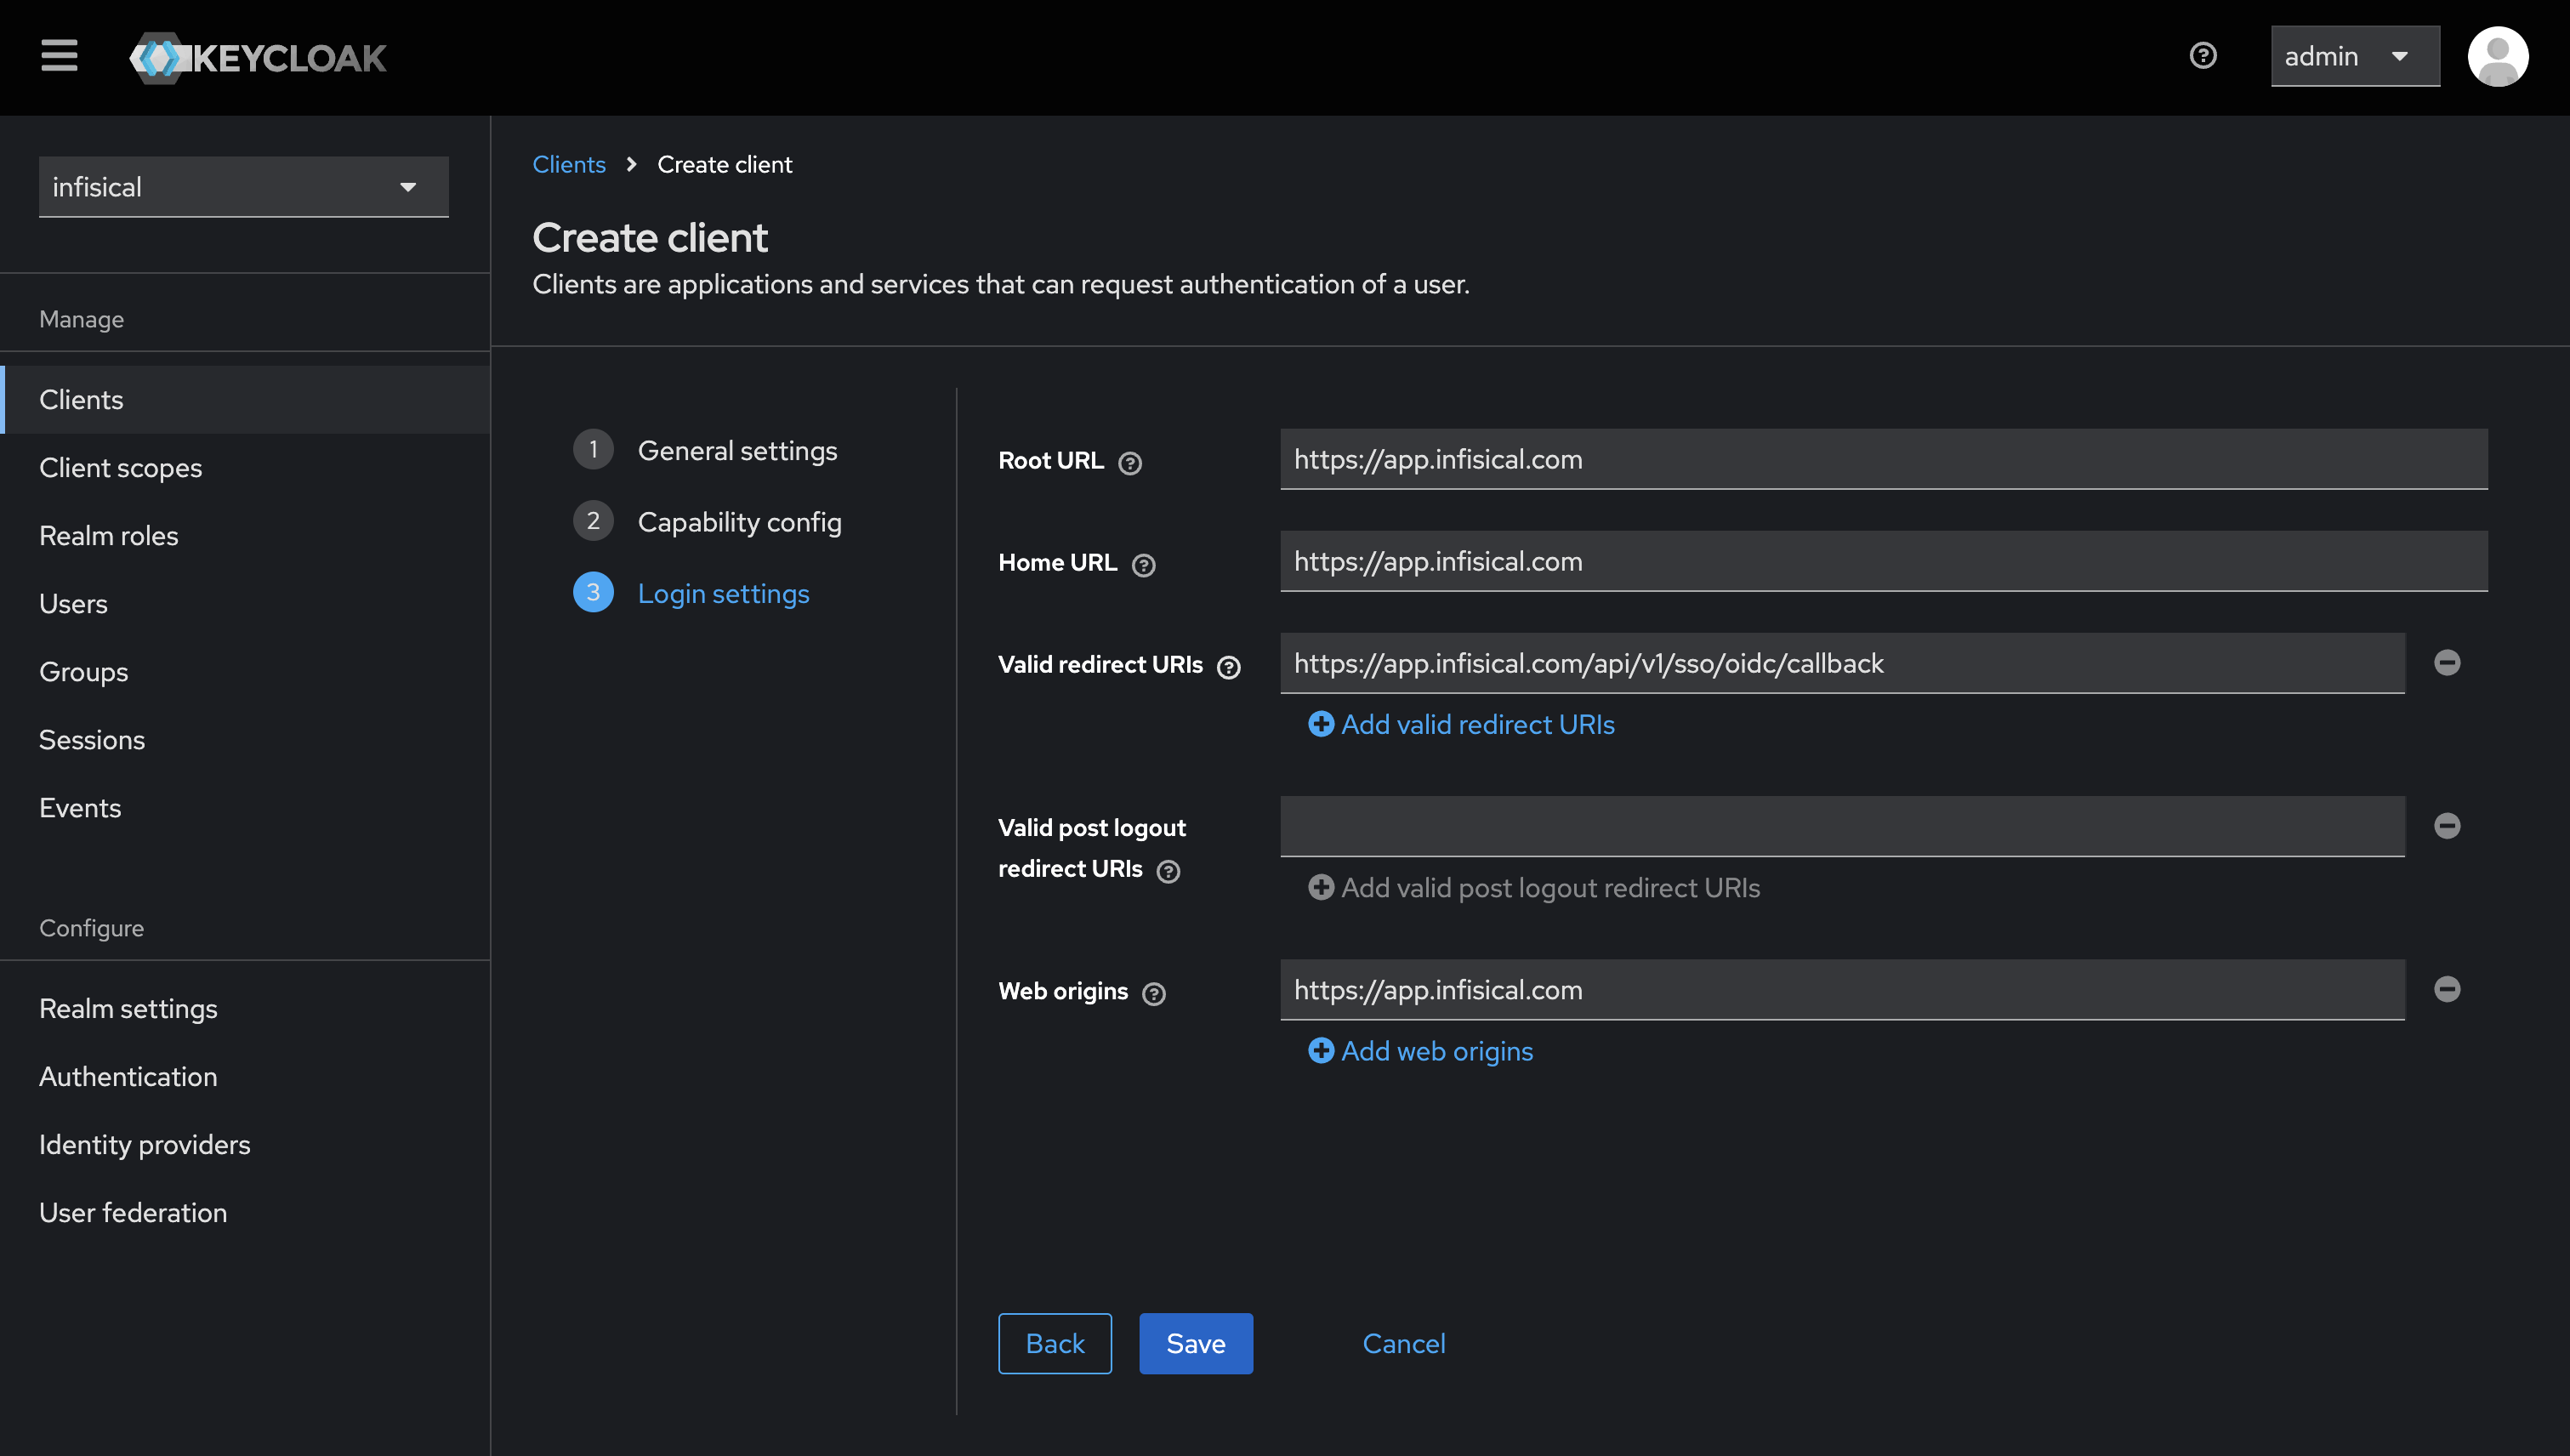 KEYCLOAK
admin
infisical
Manage
Clients
Client scopes
Realm roles
Users
Groups
Sessions
Events
Configure
Realm settings
Authentication
Identity providers
User federation
Clients > Create client
Create client
Clients are applications and services that can request authentication of a user.
1 General settings
2 Capability config
3 Login settings
Root URL
https://app.infisical.com
Home URL
https://app.infisical.com
Valid redirect URIs
https://app.infisical.com/api/v1/sso/oidc/callback
Add valid redirect URIs
Valid post logout
redirect URIs
Add valid post logout redirect URIs
Web origins
https://app.infisical.com
Add web origins
Back
Save
Cancel